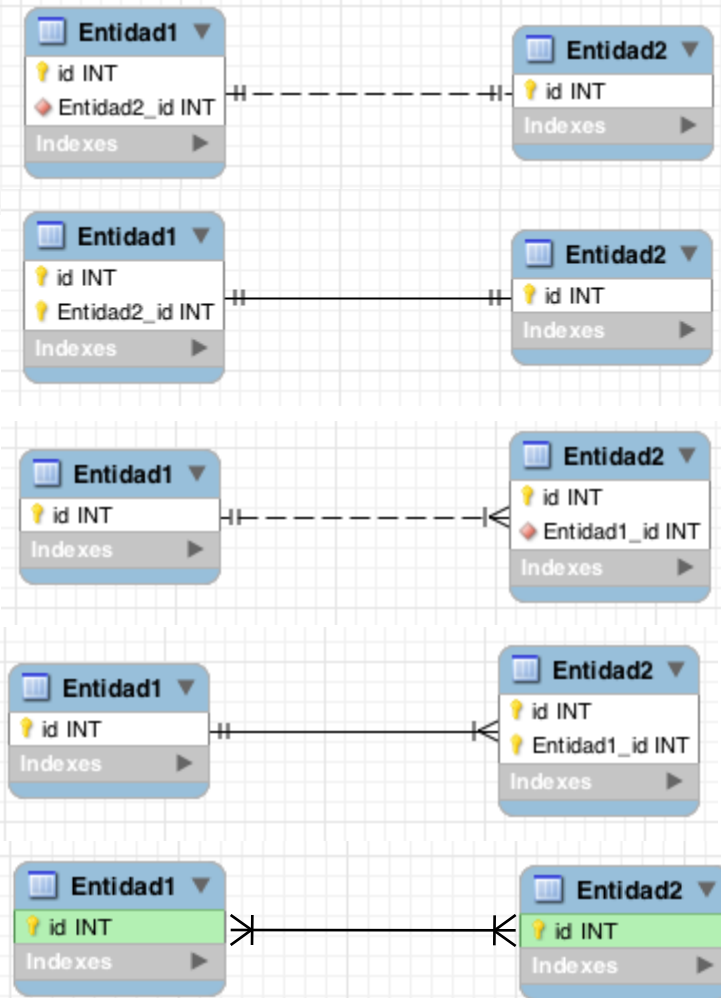 Entidad1
id INT
Entidad2_id INT
Indexes
Entidad2
id INT
Indexes
Entidad1
id INT
Entidad2_id INT
Indexes
Entidad2
id INT
Indexes
Entidad1
id INT
Indexes
Entidad2
id INT
Entidad1_id INT
Indexes
Entidad1
id INT
Indexes
Entidad2
id INT
Entidad1_id INT
Indexes
Entidad1
id INT
Indexes
Entidad2
id INT
Indexes